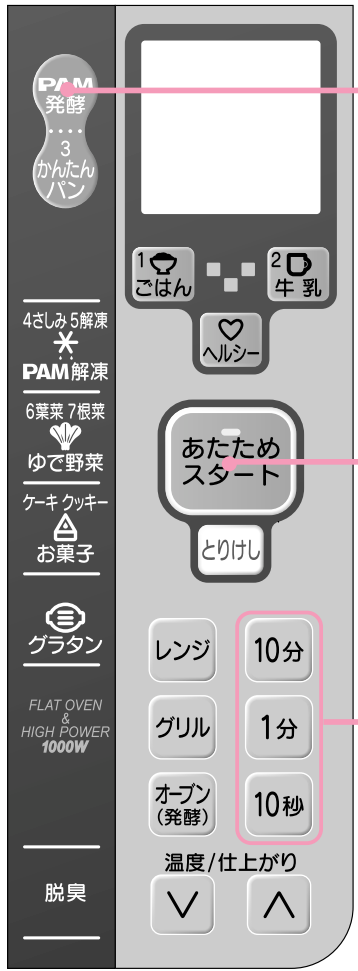 PAM
発酵
3
かんたん
パン
1
ごはん
2
牛乳
ヘルシー
4さしみ 5解凍
PAM解凍
6葉菜 7根菜
ゆで野菜
ケーキ クッキー
お菓子
グラタン
FLAT OVEN
&
HIGH POWER
1000W
脱臭
あたため
スタート
とりけし
レンジ
10分
グリル
1分
オーブン
(発酵)
10秒
温度/仕上がり